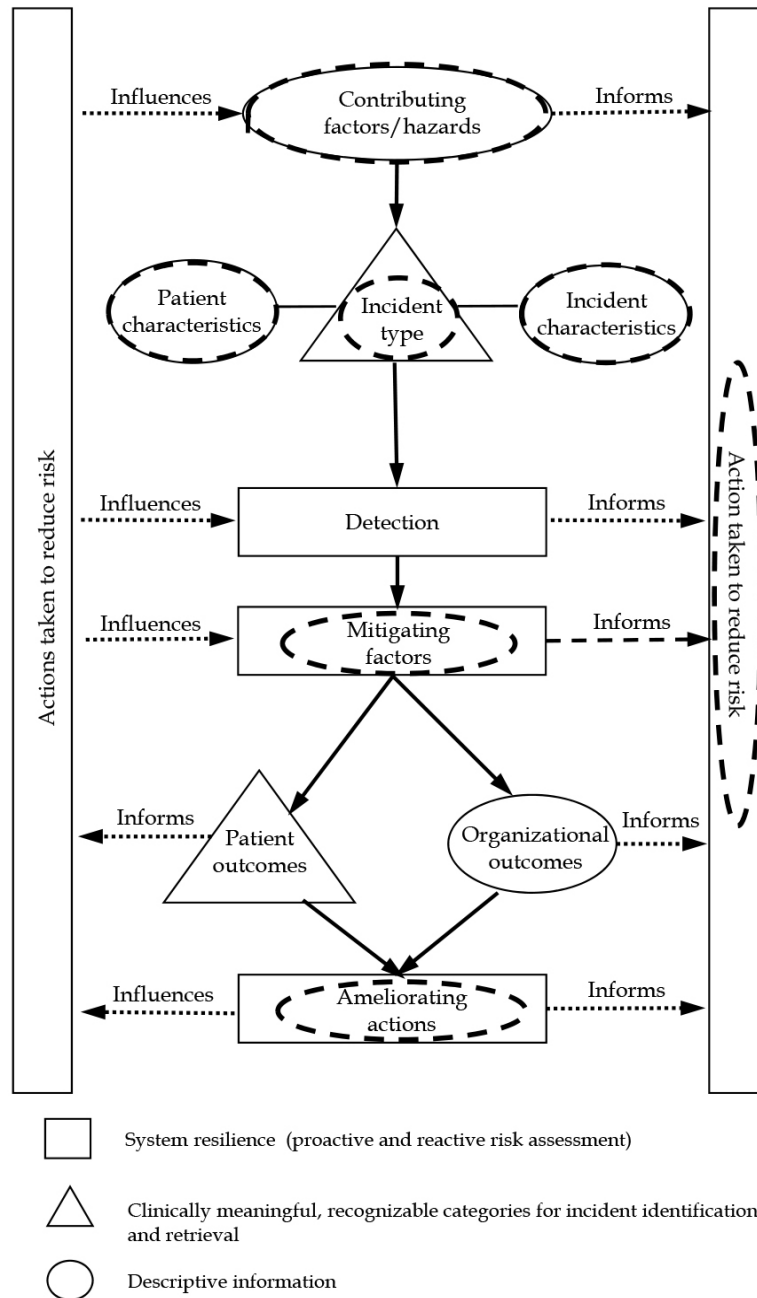 Influences
Contributing
factors/hazards
Informs
Patient
characteristics
Incident
type
Incident
characteristics
Actions taken to reduce risk
Action taken to reduce risk
Influences
Detection
Informs
Influences
Mitigating
factors
Informs
Informs
Patient
outcomes
Organizational
outcomes
Informs
Influences
Ameliorating
actions
Informs
System resilience (proactive and reactive risk assessment)
Clinically meaningful, recognizable categories for incident identification
and retrieval
Descriptive information